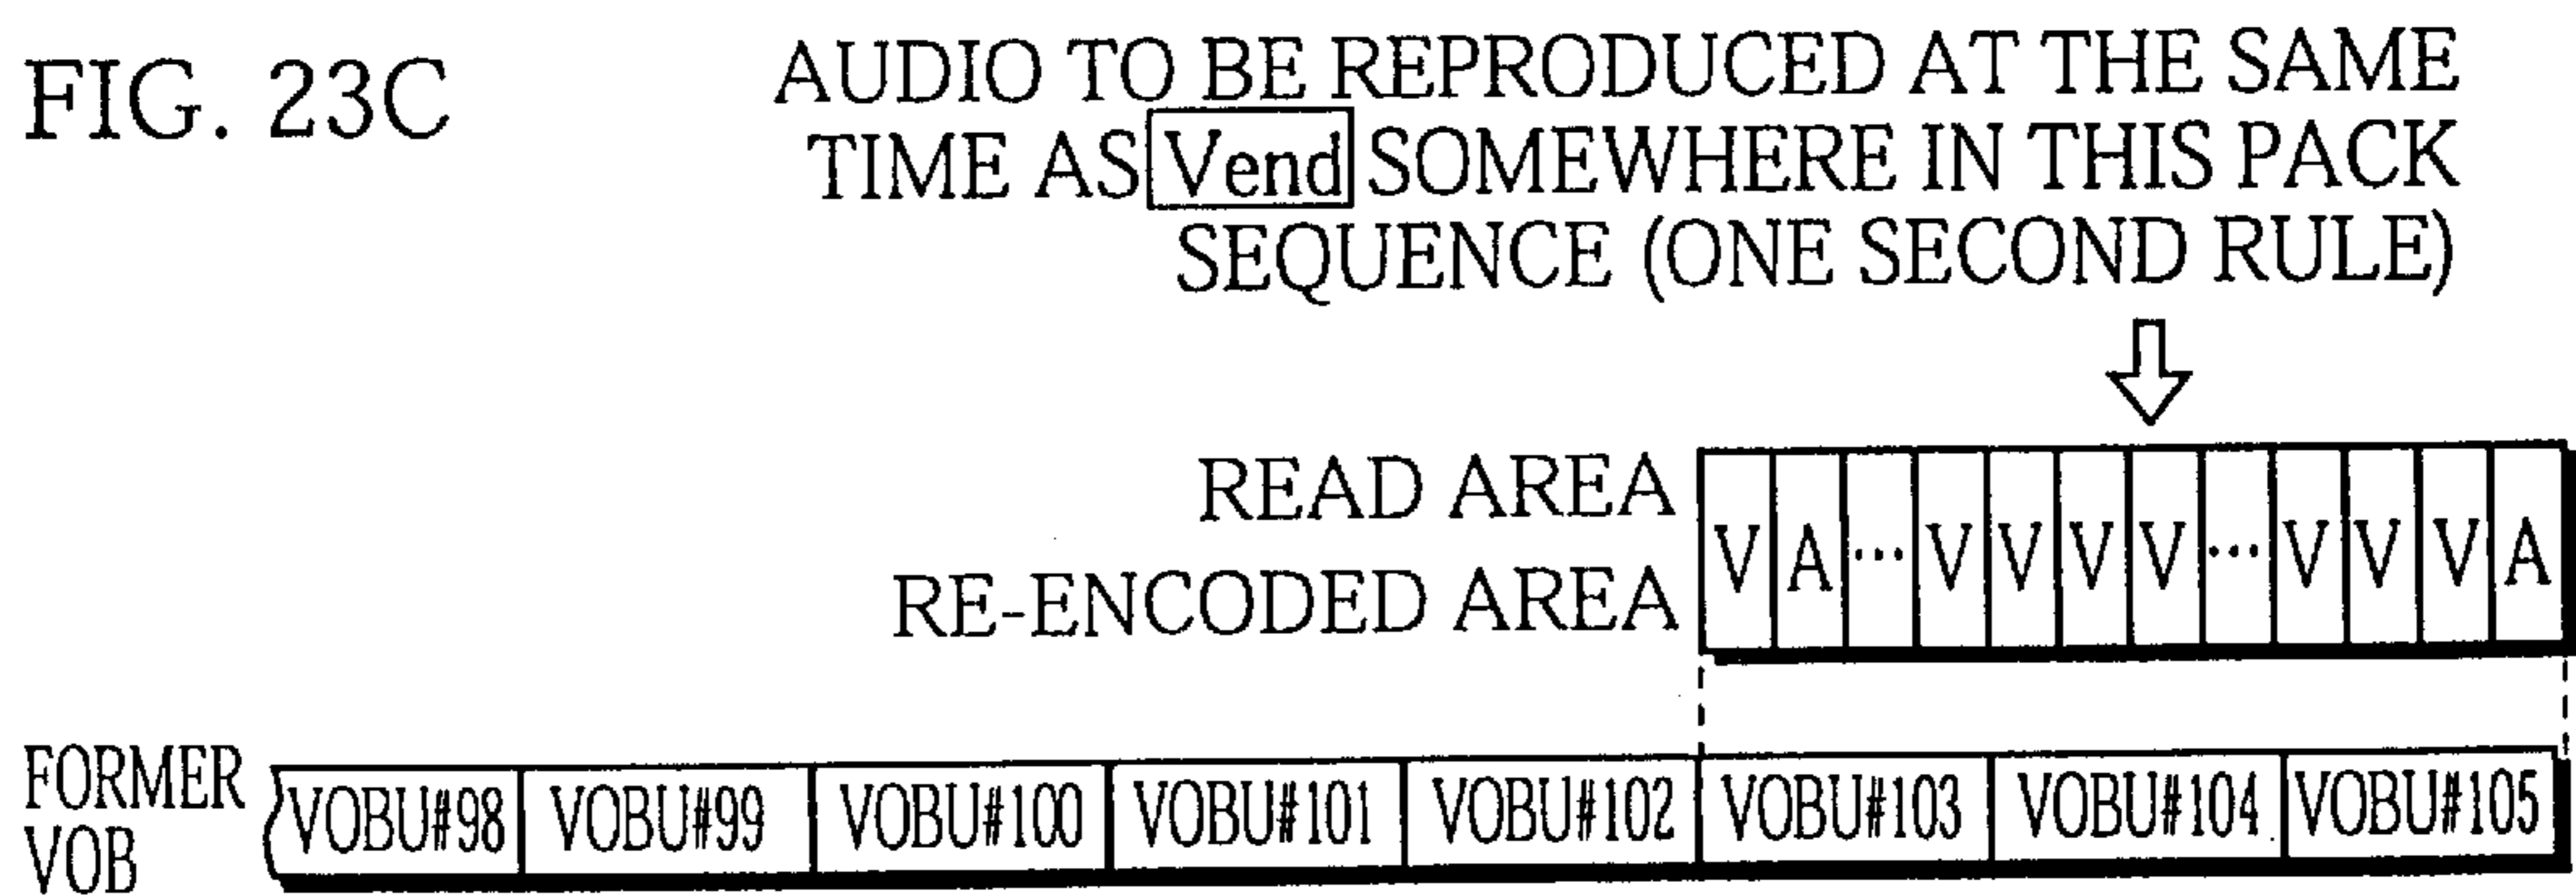 FIG. 23C
AUDIO TO BE REPRODUCED AT THE SAME
TIME AS Vend SOMEWHERE IN THIS PACK
SEQUENCE (ONE SECOND RULE)
READ AREA
RE-ENCODED AREA
V A ... V V V V ... V V V A
FORMER
VOB
VOBU#98 VOBU#99 VOBU#100 VOBU#101 VOBU#102 VOBU#103 VOBU#104 VOBU#105